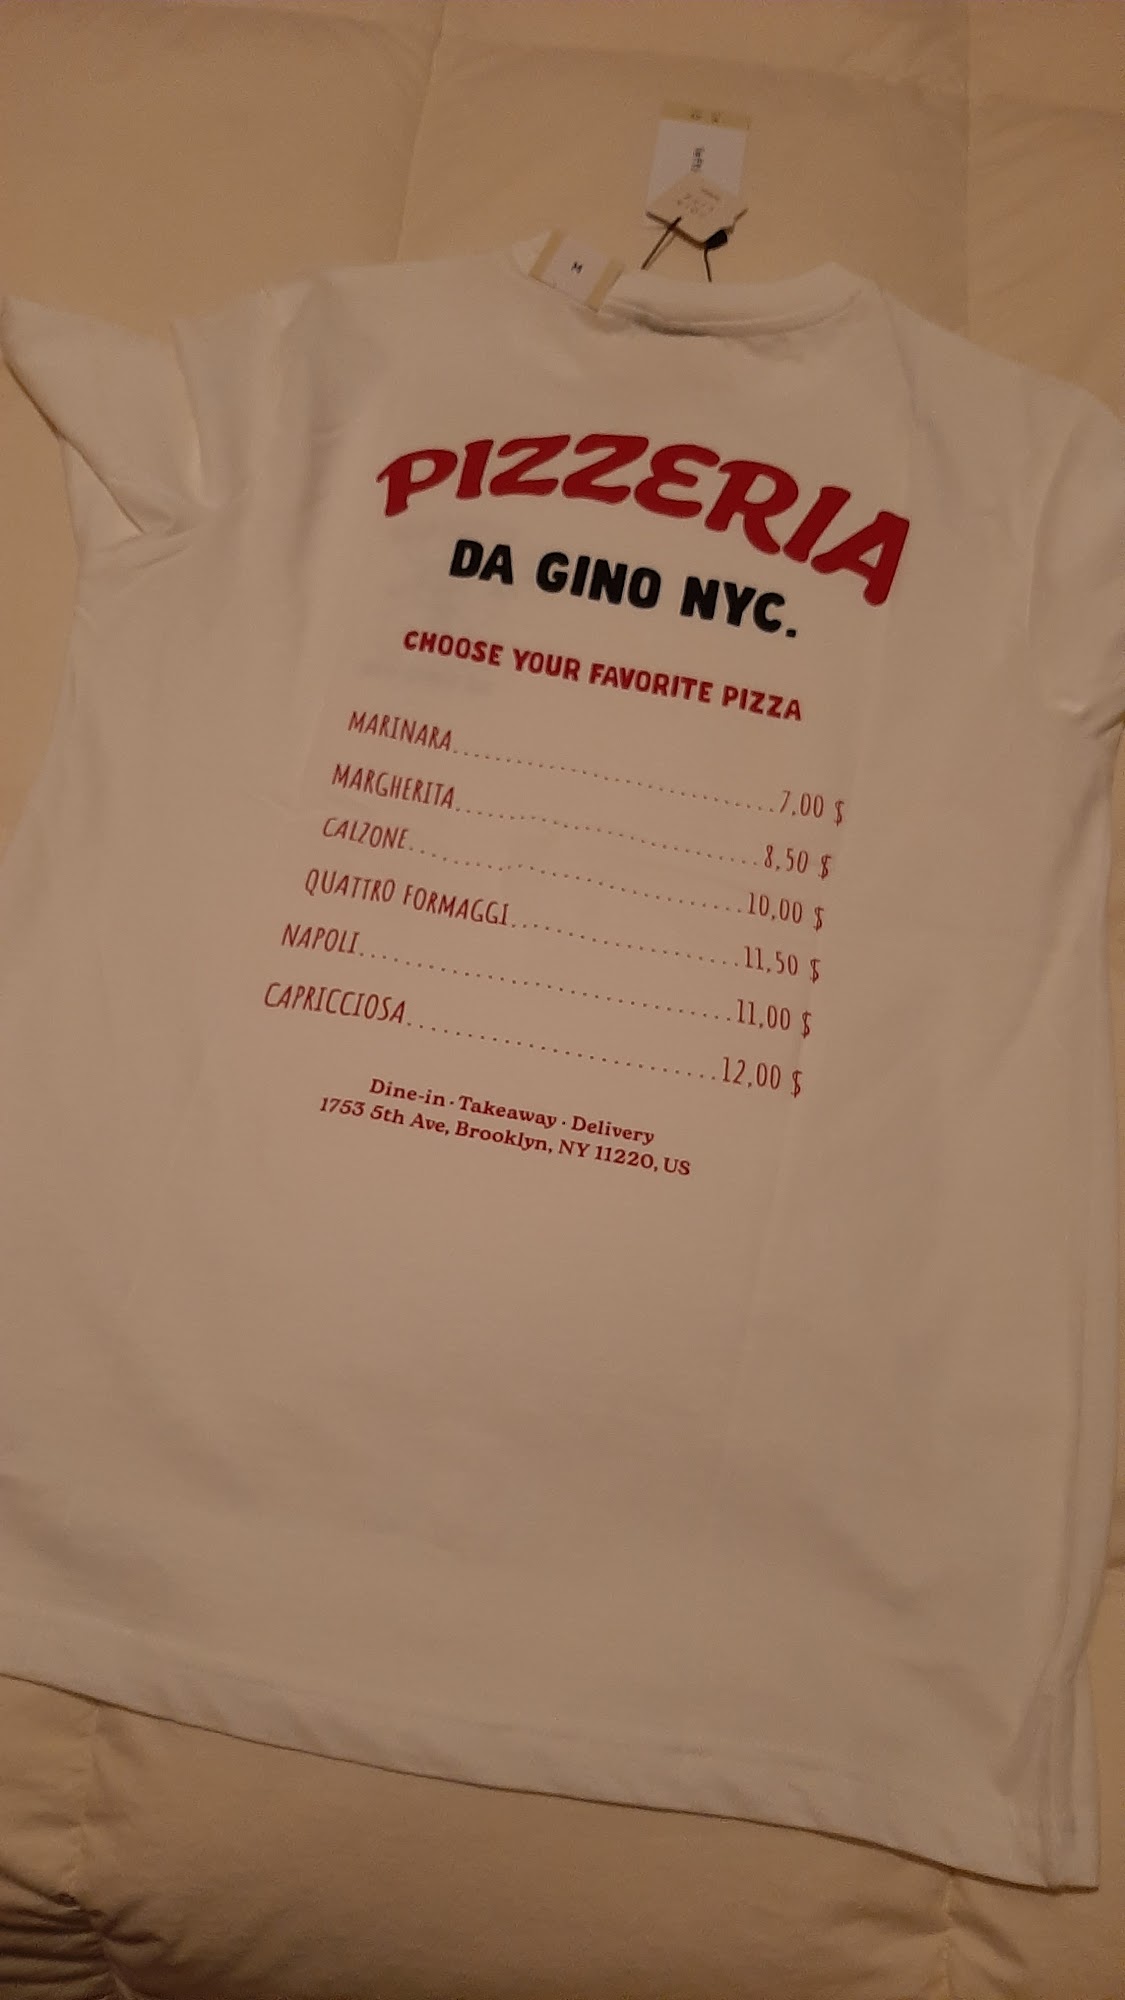 M
PIZZERIA
DA GINO NYC.
CHOOSE YOUR FAVORITE PIZZA
MARINARA..............................7,00 $
MARGHERITA............................8,50 $
CALZONE...............................10,00 $
QUATTRO FORMAGGI.....................11,50 $
NAPOLI................................11,00 $
CAPRICCIOSA...........................12,00 $
Dine-in · Takeaway · Delivery
1753 5th Ave, Brooklyn, NY 11220, US